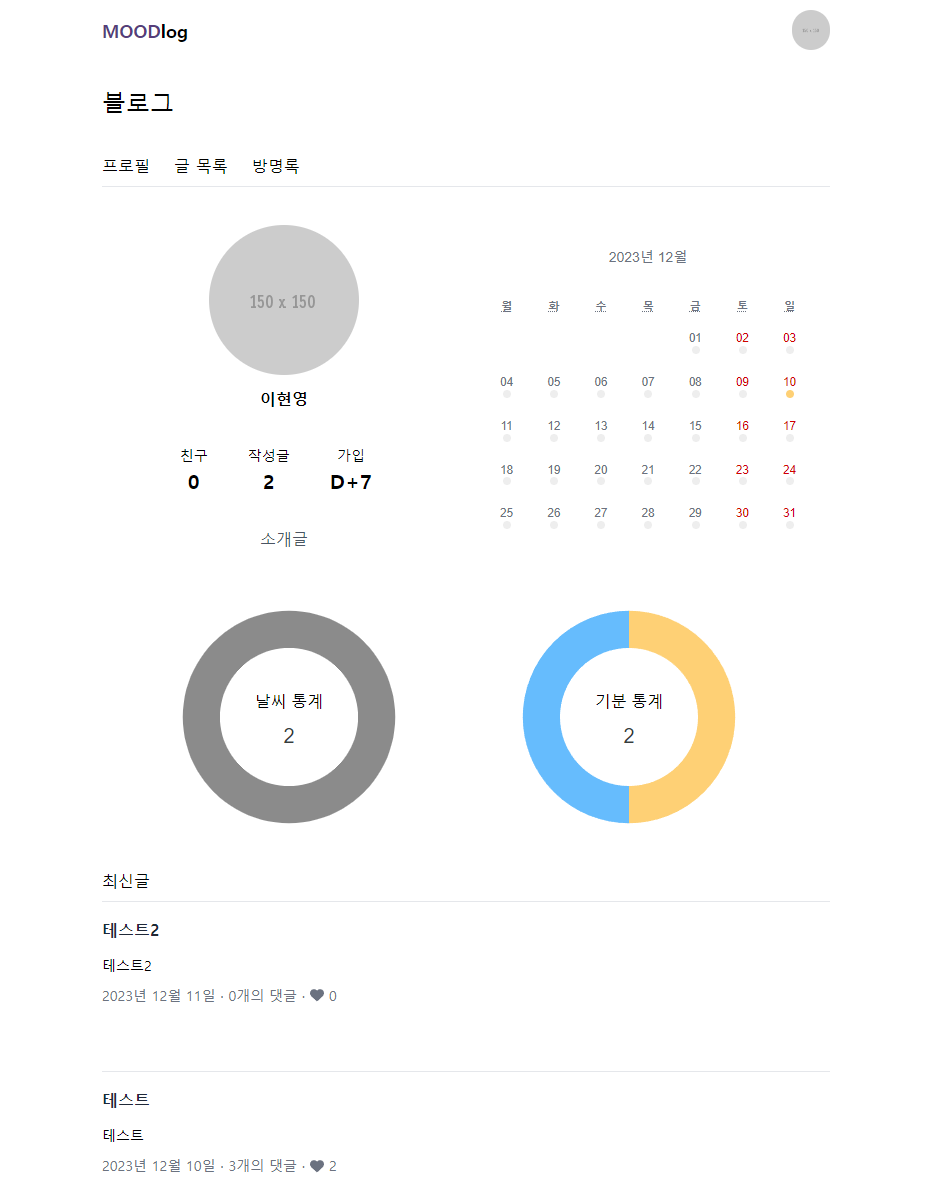 MOODlog
블로그
프로필 글 목록 방명록
150 x 150
이현영
친구 작성글 가입
0 2 D+7
소개글
2023년 12월
월 화 수 목 금 토 일
01 02 03
04 05 06 07 08 09 10
11 12 13 14 15 16 17
18 19 20 21 22 23 24
25 26 27 28 29 30 31
날씨 통계
2
기분 통계
2
최신글
테스트2
테스트2
2023년 12월 11일 · 0개의 댓글 · 0
테스트
테스트
2023년 12월 10일 · 3개의 댓글 · 2